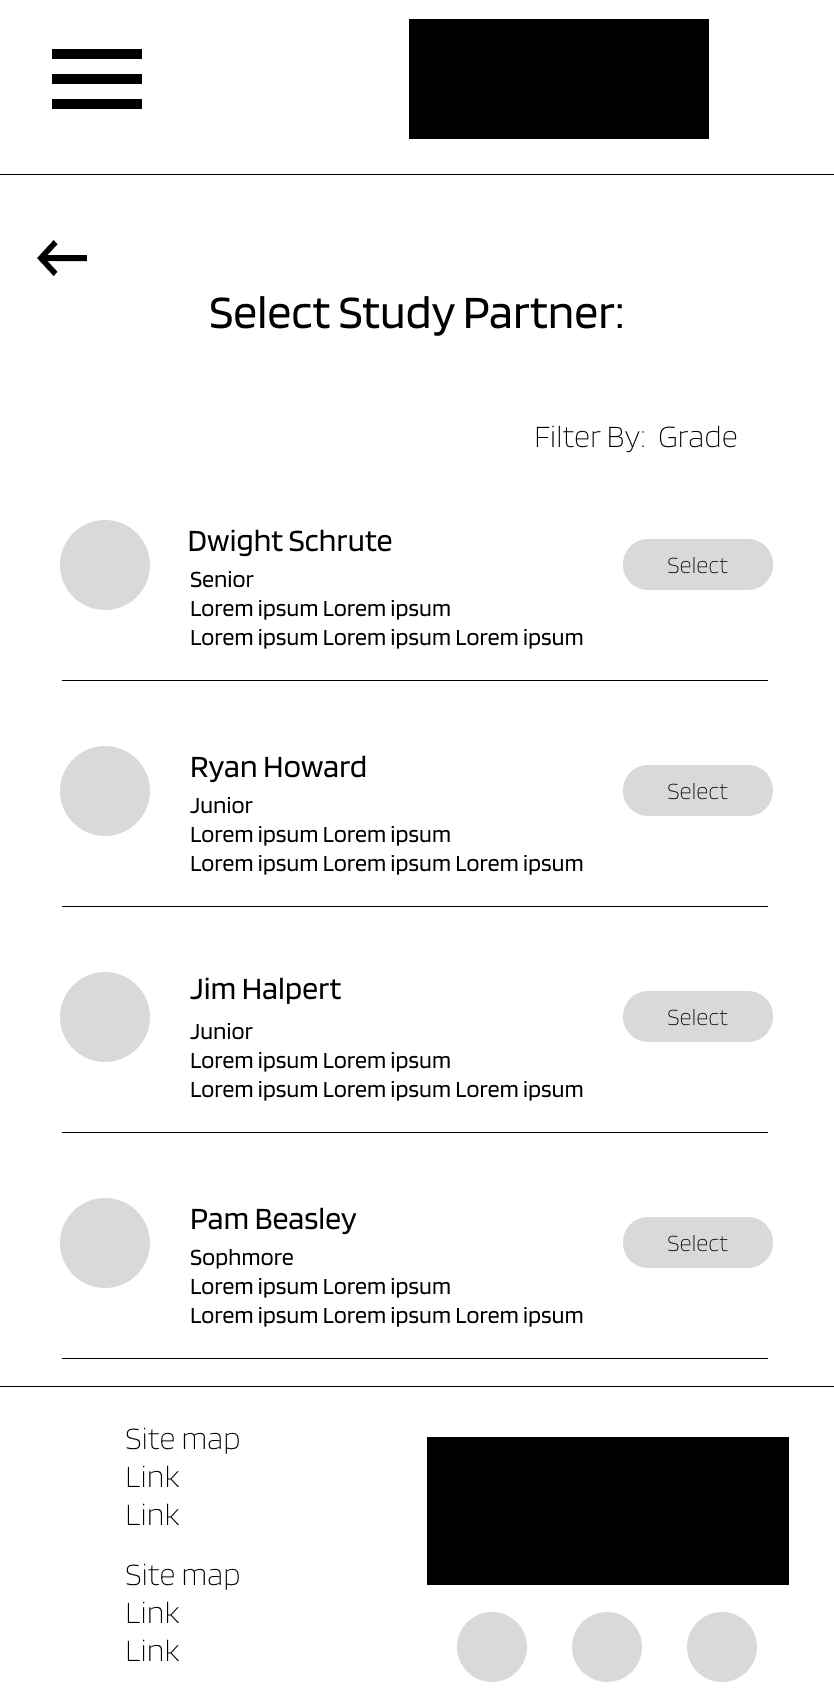 Select Study Partner:
Filter By: Grade
Dwight Schrute
Select
Senior
Lorem ipsum Lorem ipsum
Lorem ipsum Lorem ipsum Lorem ipsum
Ryan Howard
Select
Junior
Lorem ipsum Lorem ipsum
Lorem ipsum Lorem ipsum Lorem ipsum
Jim Halpert
Select
Junior
Lorem ipsum Lorem ipsum
Lorem ipsum Lorem ipsum Lorem ipsum
Pam Beasley
Select
Sophmore
Lorem ipsum Lorem ipsum
Lorem ipsum Lorem ipsum Lorem ipsum
Site map
Link
Link
Site map
Link
Link